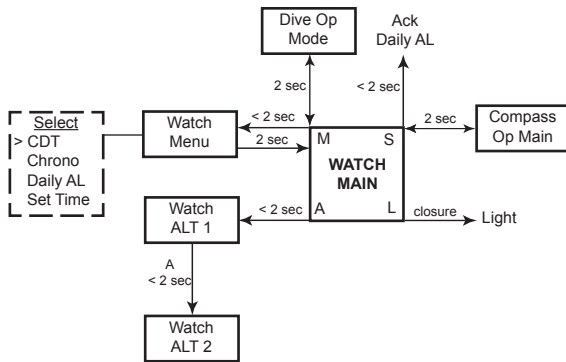 Dive Op
Mode
Ack
Daily AL
2 sec
< 2 sec
Select
> CDT
Chrono
Daily AL
Set Time
Watch
Menu
< 2 sec
2 sec
M
S
WATCH
MAIN
A
L
2 sec
Compass
Op Main
Watch
ALT 1
< 2 sec
closure
Light
A
< 2 sec
Watch
ALT 2